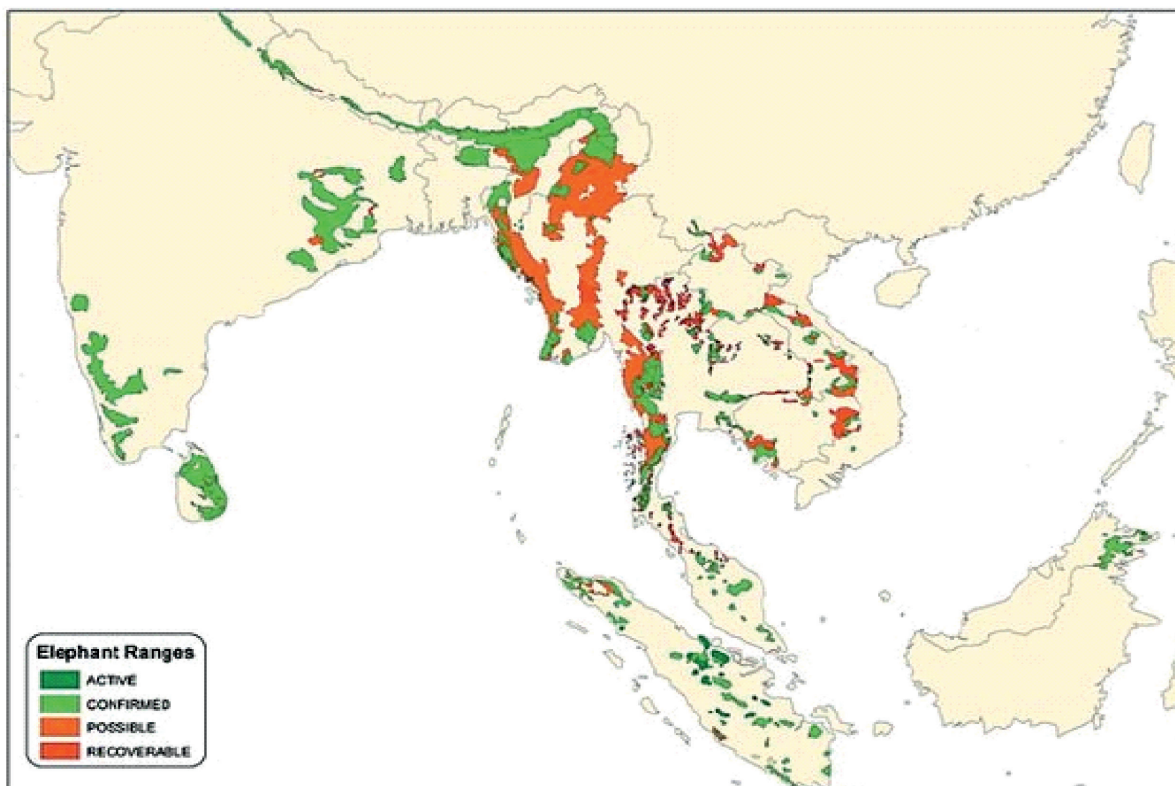 Elephant Ranges
ACTIVE
CONFIRMED
POSSIBLE
RECOVERABLE